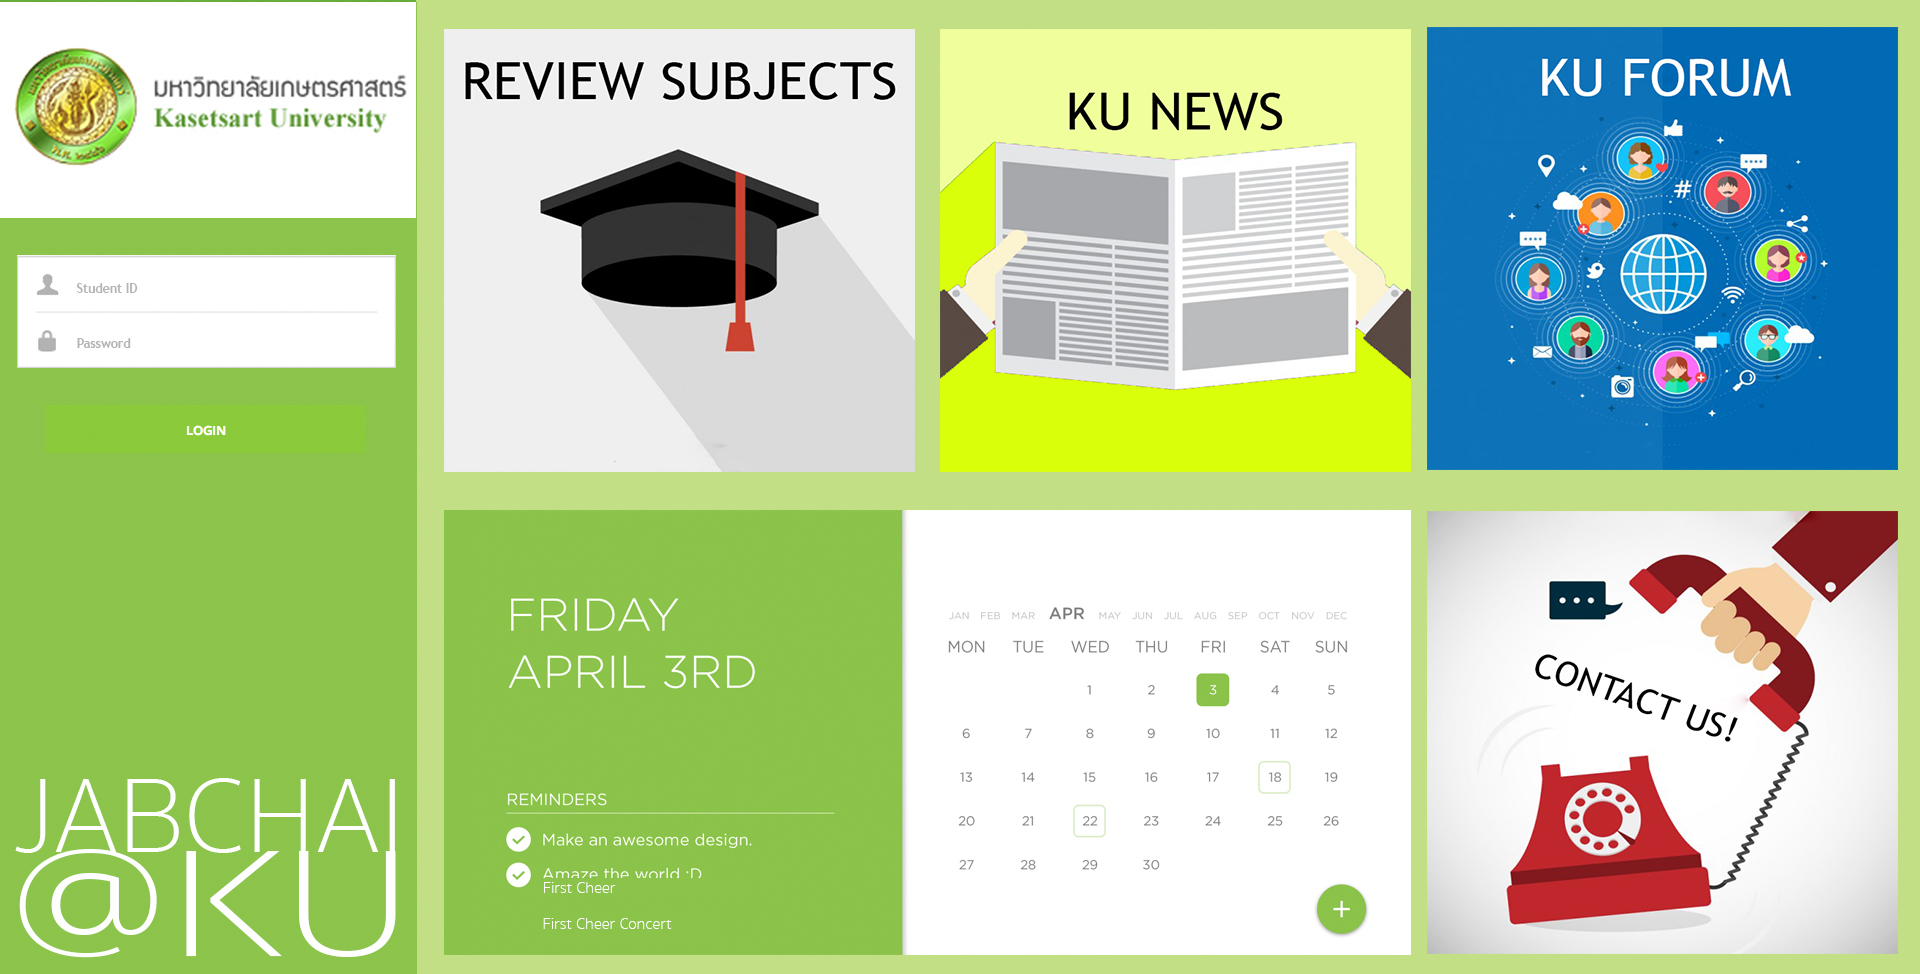 มหาวิทยาลัยเกษตรศาสตร์
Kasetsart University
Student ID
Password
LOGIN
JABCHAI
@KU
REVIEW SUBJECTS
KU NEWS
KU FORUM
#
FRIDAY
APRIL 3RD
REMINDERS
Make an awesome design.
Amaze the world :D
First Cheer
First Cheer Concert
JAN FEB MAR APR MAY JUN JUL AUG SEP OCT NOV DEC
MON TUE WED THU FRI SAT SUN
1 2 3 4 5
6 7 8 9 10 11 12
13 14 15 16 17 18 19
20 21 22 23 24 25 26
27 28 29 30
+
CONTACT US!